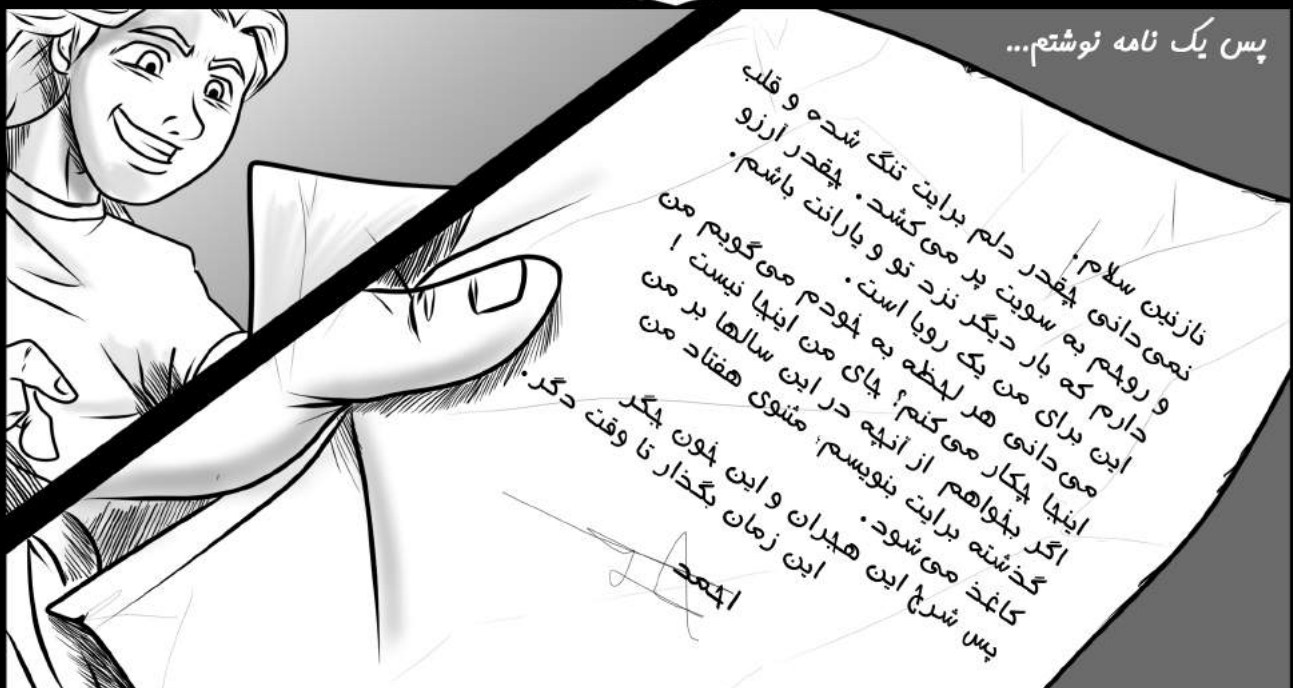 پس یک نامه نوشتم...
نازنین سلام.
نمی‌دانی چقدر دلم برایت تنگ شده و قلب
و روحم به سویت پر می‌کشد. چقدر آرزو
دارم که بار دیگر نزد تو و یارانت باشم.
این برای من یک رویا است.
می‌دانی هر لحظه به خودم می‌گویم من
اینجا چکار می‌کنم؟ جای من اینجا نیست !
اگر بخواهم از آنچه در این سالها بر من
گذشته برایت بنویسم؛ مثنوی هفتاد من
کاغذ می‌شود.
پس شرح این هجران و این خون جگر
این زمان بگذار تا وقت دگر.
احمد